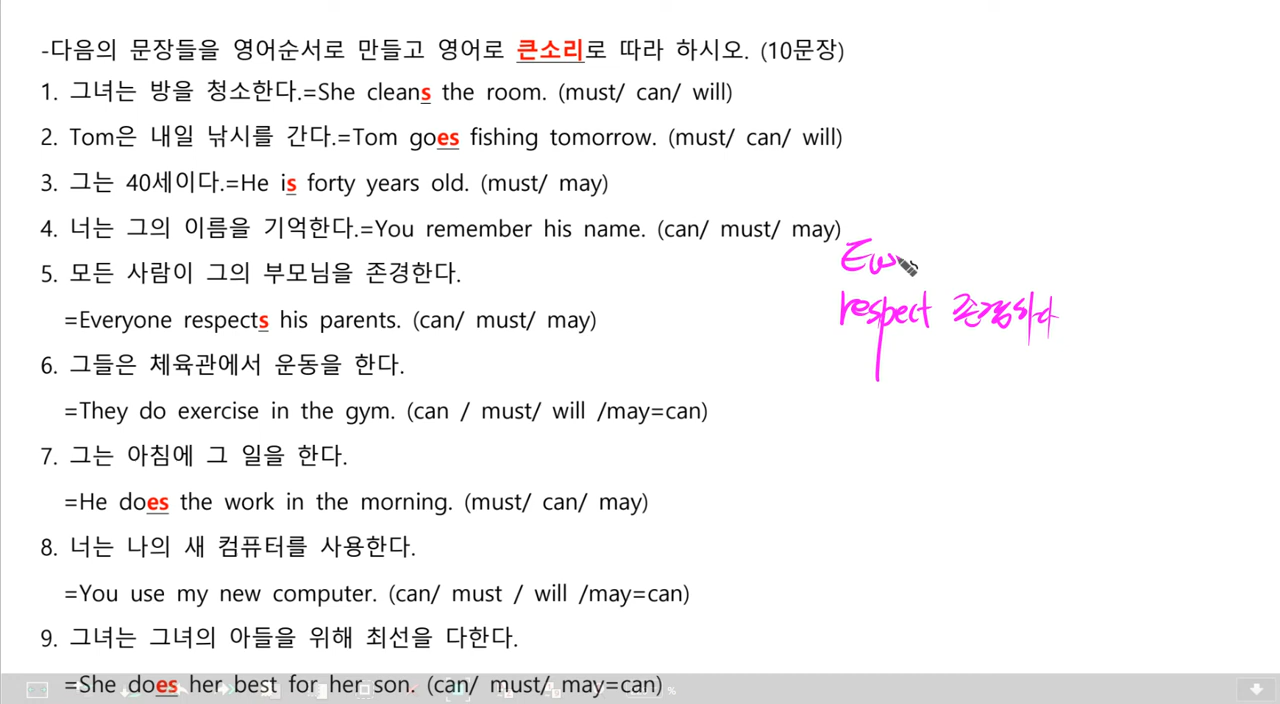 -다음의 문장들을 영어순서로 만들고 영어로 큰소리로 따라 하시오. (10문장)
1. 그녀는 방을 청소한다.=She cleans the room. (must/ can/ will)
2. Tom은 내일 낚시를 간다.=Tom goes fishing tomorrow. (must/ can/ will)
3. 그는 40세이다.=He is forty years old. (must/ may)
4. 너는 그의 이름을 기억한다.=You remember his name. (can/ must/ may)
5. 모든 사람이 그의 부모님을 존경한다.
=Everyone respects his parents. (can/ must/ may)
respect 존경하다
6. 그들은 체육관에서 운동을 한다.
=They do exercise in the gym. (can / must/ will /may=can)
7. 그는 아침에 그 일을 한다.
=He does the work in the morning. (must/ can/ may)
8. 너는 나의 새 컴퓨터를 사용한다.
=You use my new computer. (can/ must / will /may=can)
9. 그녀는 그녀의 아들을 위해 최선을 다한다.
=She does her best for her son. (can/ must/ may=can)
%